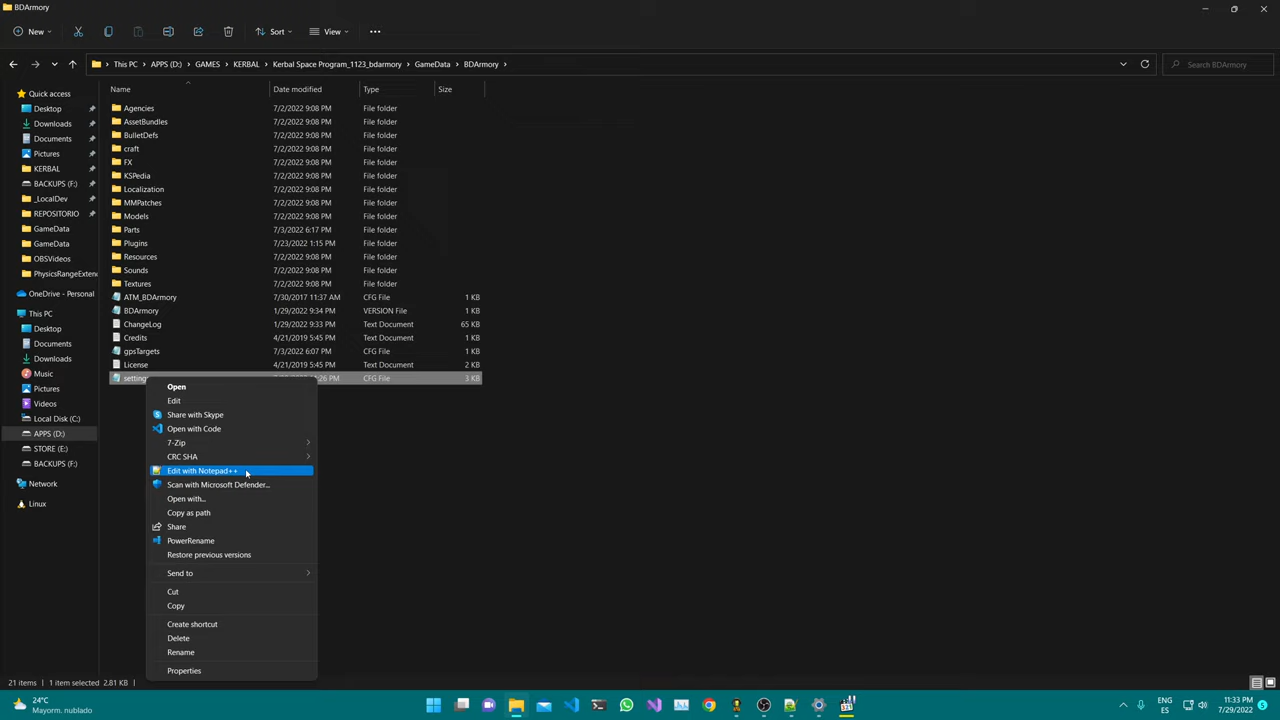 BDArmory
New
Sort
View
This PC > APPS (D:) > GAMES > KERBAL > Kerbal Space Program_1123_bdarmory > GameData > BDArmory >
Search BDArmory
Quick access
Desktop
Downloads
Documents
Pictures
KERBAL
BACKUPS (F:)
_LocalDev
REPOSITORIO
GameData
GameData
OBSVideos
PhysicsRangeExten
OneDrive - Personal
This PC
Desktop
Documents
Downloads
Music
Pictures
Videos
Local Disk (C:)
APPS (D:)
STORE (E:)
BACKUPS (F:)
Network
Linux
Name Date modified Type Size
Agencies 7/2/2022 9:08 PM File folder
AssetBundles 7/2/2022 9:08 PM File folder
BulletDefs 7/2/2022 9:08 PM File folder
craft 7/2/2022 9:08 PM File folder
FX 7/2/2022 9:08 PM File folder
KSPedia 7/2/2022 9:08 PM File folder
Localization 7/2/2022 9:08 PM File folder
MMPatches 7/2/2022 9:08 PM File folder
Models 7/2/2022 9:08 PM File folder
Parts 7/3/2022 6:17 PM File folder
Plugins 7/23/2022 1:15 PM File folder
Resources 7/2/2022 9:08 PM File folder
Sounds 7/2/2022 9:08 PM File folder
Textures 7/2/2022 9:08 PM File folder
ATM_BDArmory 7/30/2017 11:37 AM CFG File 1 KB
BDArmory 1/29/2022 9:34 PM VERSION File 1 KB
ChangeLog 1/29/2022 9:33 PM Text Document 65 KB
Credits 4/21/2019 5:45 PM Text Document 1 KB
gpsTargets 7/3/2022 6:07 PM CFG File 1 KB
License 4/21/2019 5:45 PM Text Document 2 KB
setting :26 PM CFG File 3 KB
Open
Edit
Share with Skype
Open with Code
7-Zip
CRC SHA
Edit with Notepad++
Scan with Microsoft Defender...
Open with...
Copy as path
Share
PowerRename
Restore previous versions
Send to
Cut
Copy
Create shortcut
Delete
Rename
Properties
21 items 1 item selected 2.81 KB
24°C
Mayorm. nublado
ENG
ES
11:33 PM
7/29/2022